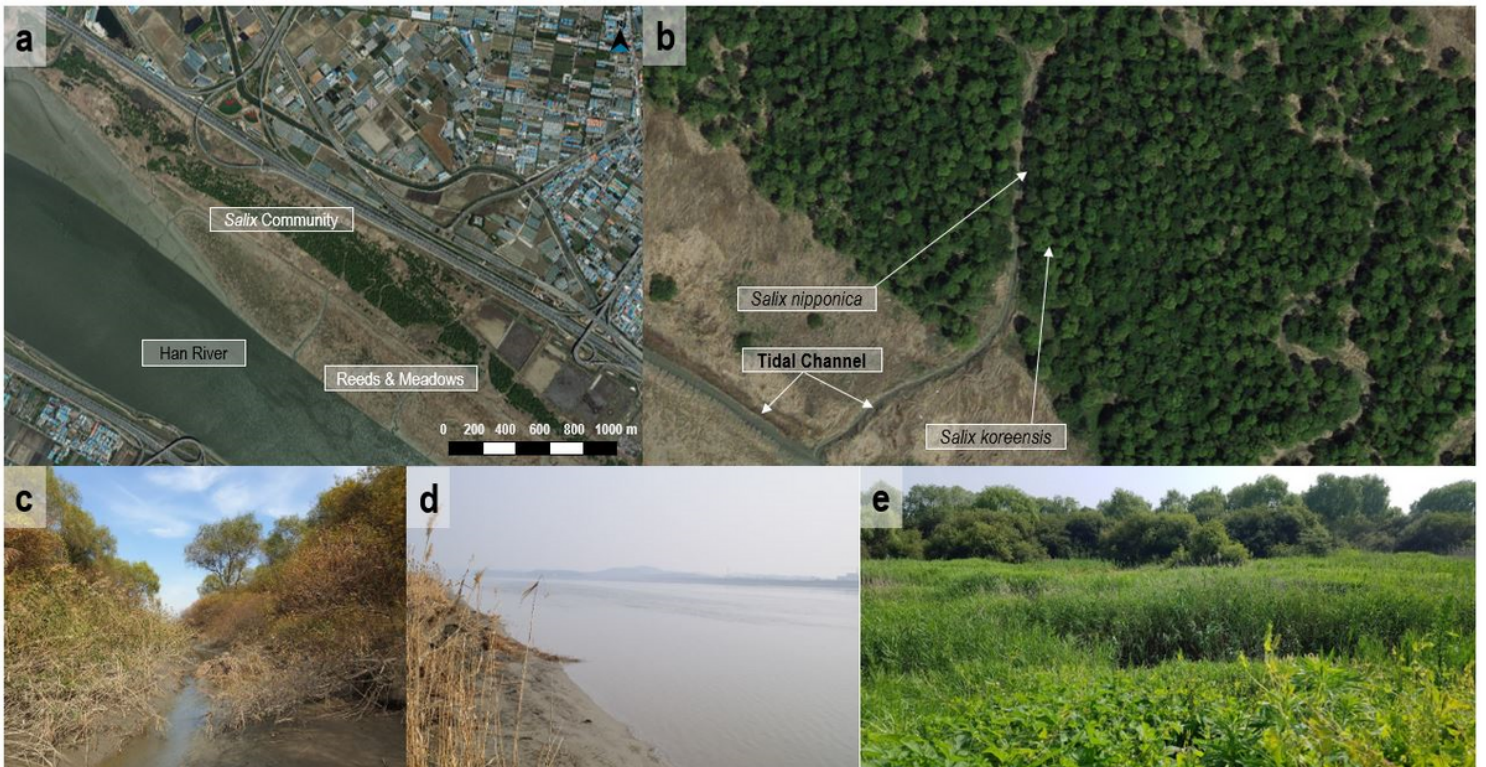 a
Salix Community
Han River
Reeds & Meadows
0 200 400 600 800 1000 m
b
Salix nipponica
Tidal Channel
Salix koreensis
c
d
e